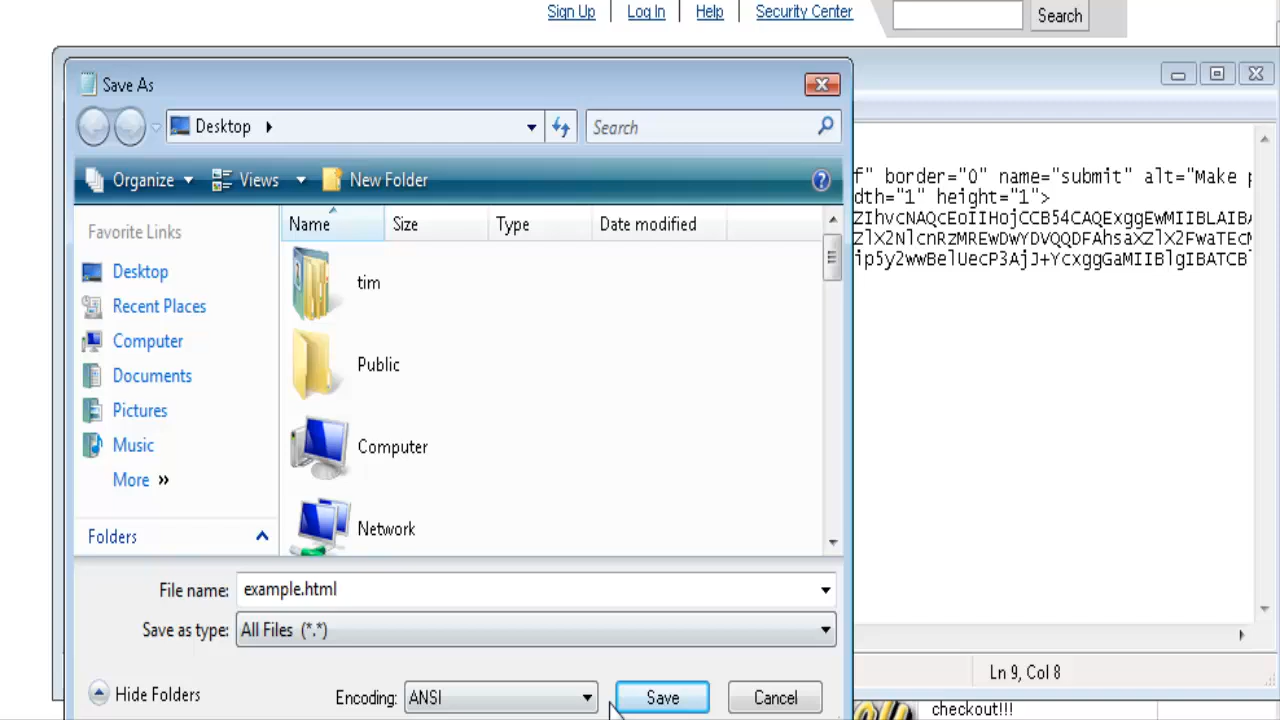 Sign Up Log In Help Security Center Search
Save As
Desktop
Search
Organize Views New Folder
f" border="0" name="submit" alt="Make p
dth="1" height="1">
Favorite Links
Name Size Type Date modified
Desktop
Recent Places
Computer
Documents
Pictures
Music
More »
Folders
tim
Public
Computer
Network
File name: example.html
Save as type: All Files (*.*)
Hide Folders
Encoding: ANSI
Save
Cancel
Ln 9, Col 8
checkout!!!